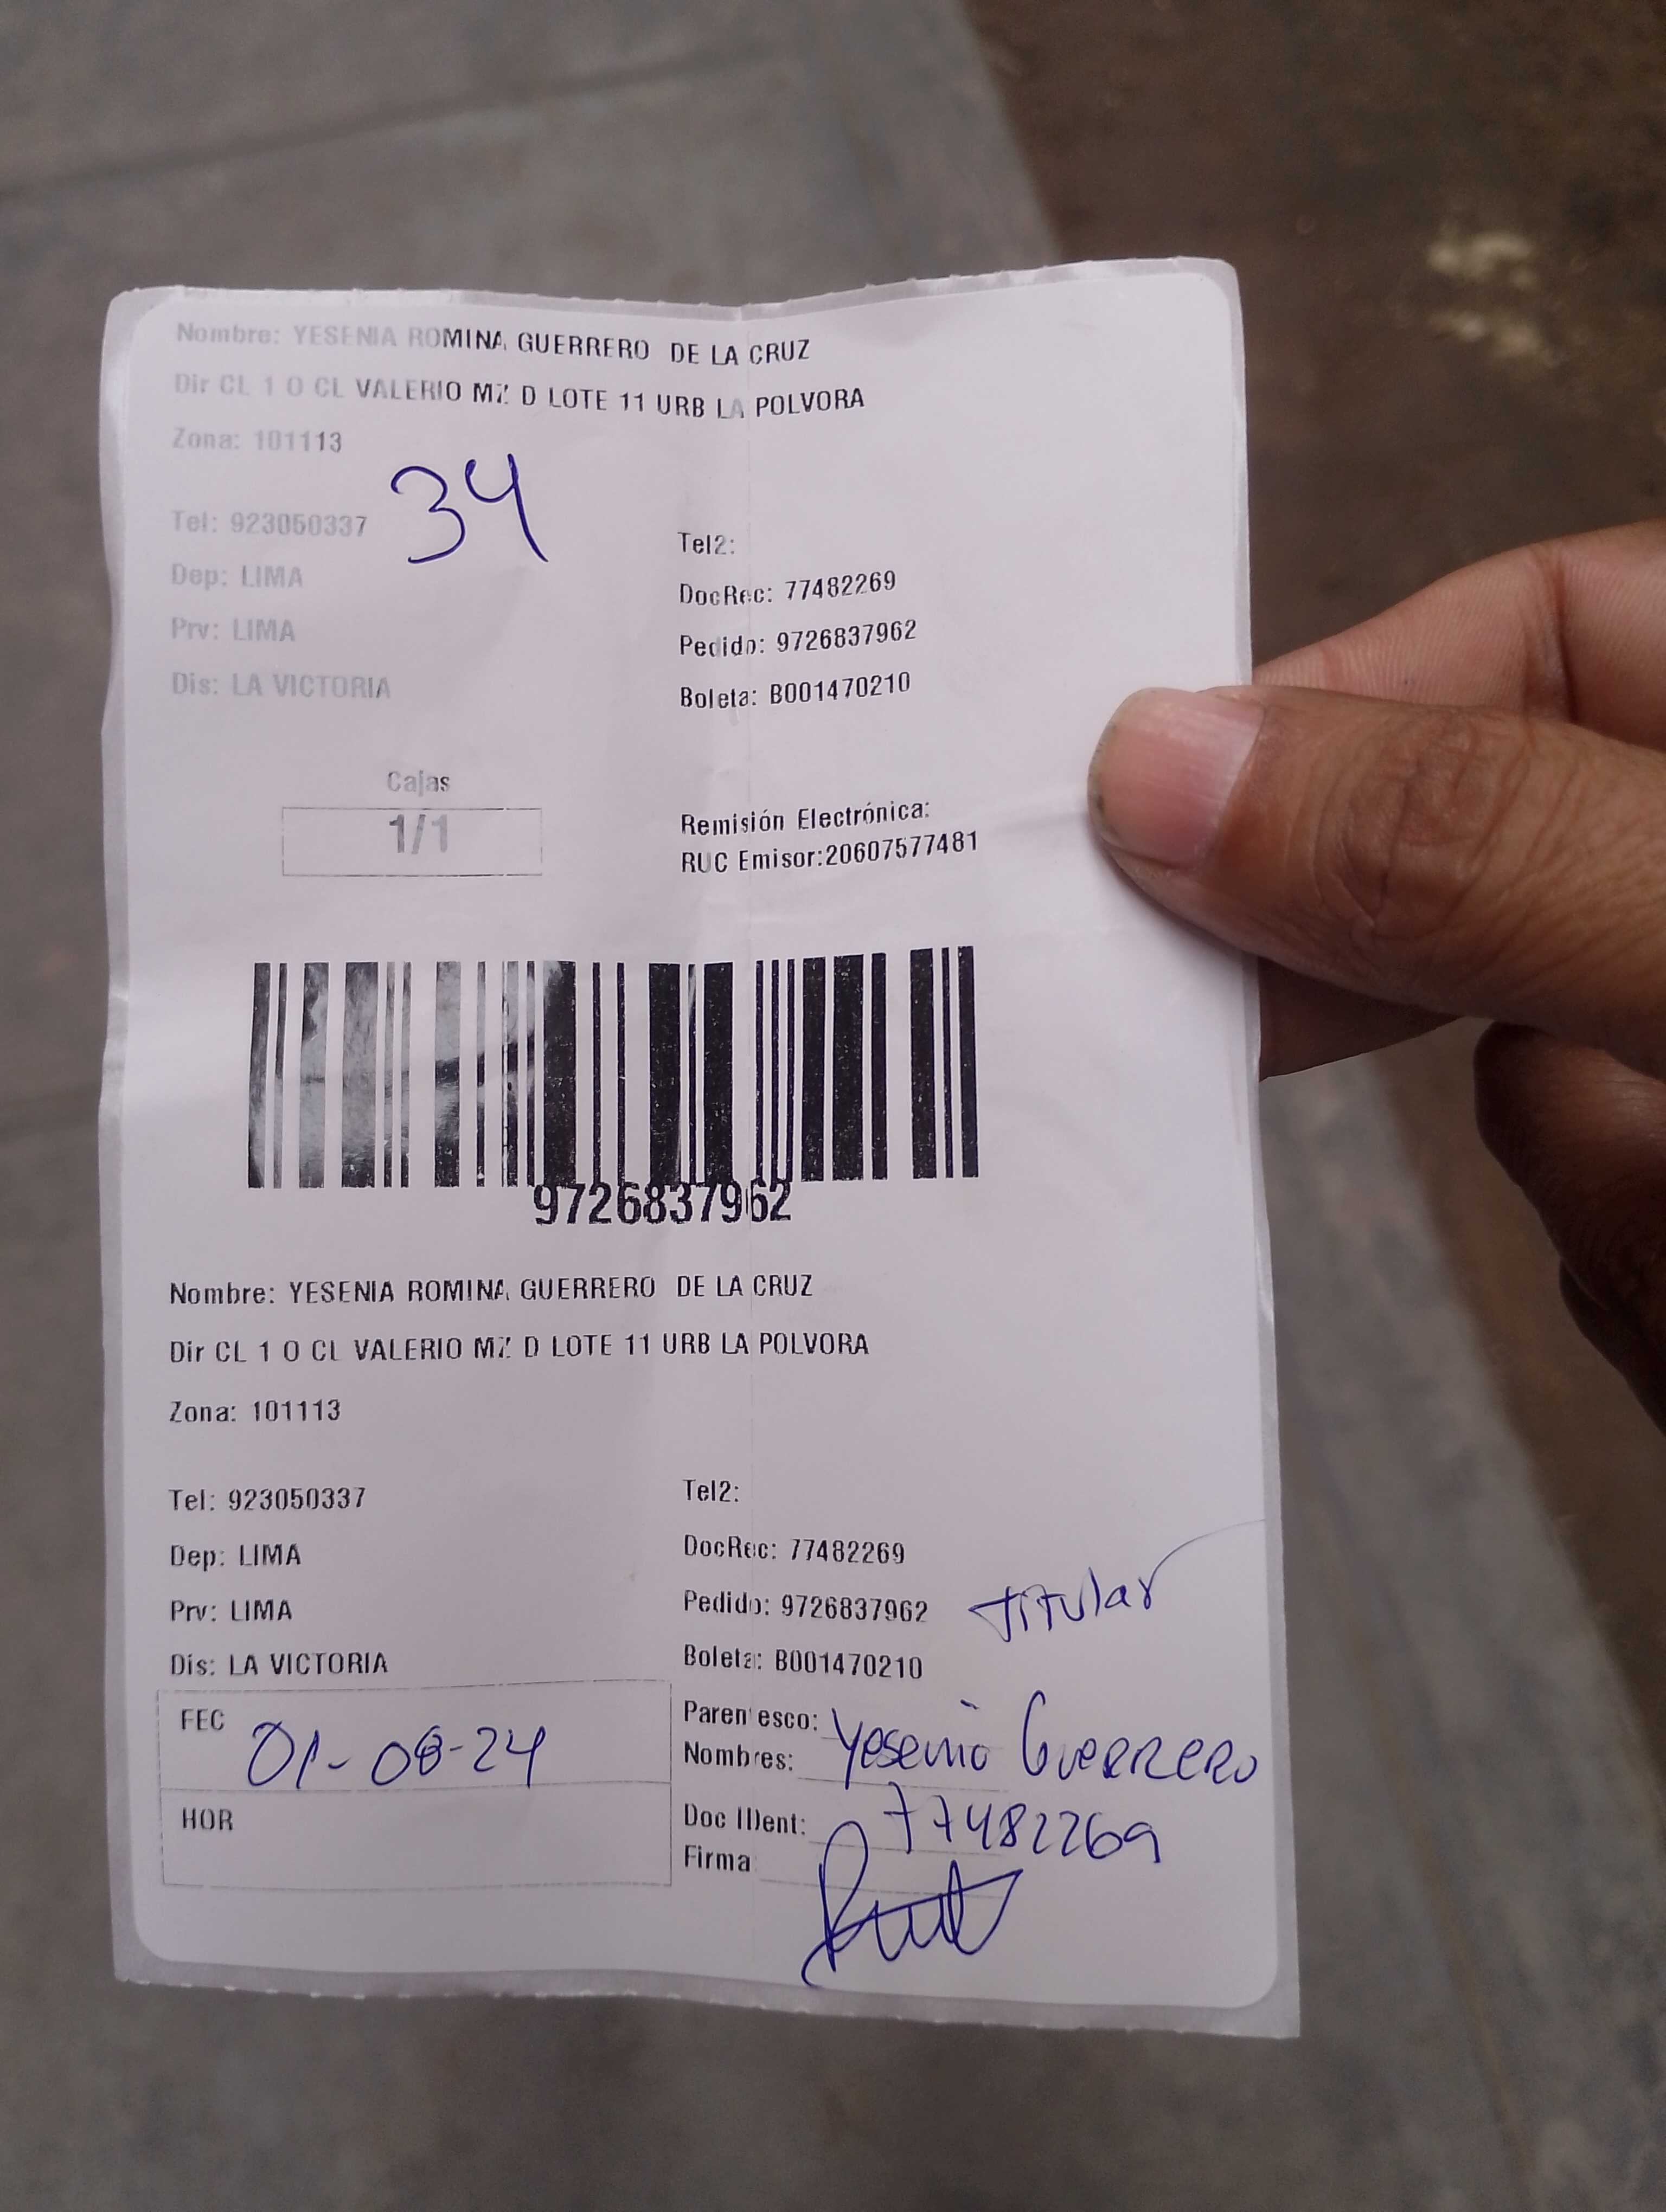 Nombre: YESENIA ROMINA GUERRERO DE LA CRUZ
Dir CL 1 O CL VALERIO MZ D LOTE 11 URB LA POLVORA
Zona: 101113
34
Tel: 923050337 Tel2:
Dep: LIMA DocRec: 77482269
Prv: LIMA Pedido: 9726837962
Dis: LA VICTORIA Boleta: B001470210
Cajas
1/1
Remisión Electrónica:
RUC Emisor:20607577481
9726837962
Nombre: YESENIA ROMINA GUERRERO DE LA CRUZ
Dir CL 1 O CL VALERIO MZ D LOTE 11 URB LA POLVORA
Zona: 101113
Tel: 923050337 Tel2:
Dep: LIMA DocRec: 77482269
Prv: LIMA Pedido: 9726837962 titular
Dis: LA VICTORIA Boleta: B001470210
FEC 01-08-24
HOR
Parentesco:
Nombres: Yesenia Guerrero
Doc IDent: 77482269
Firma